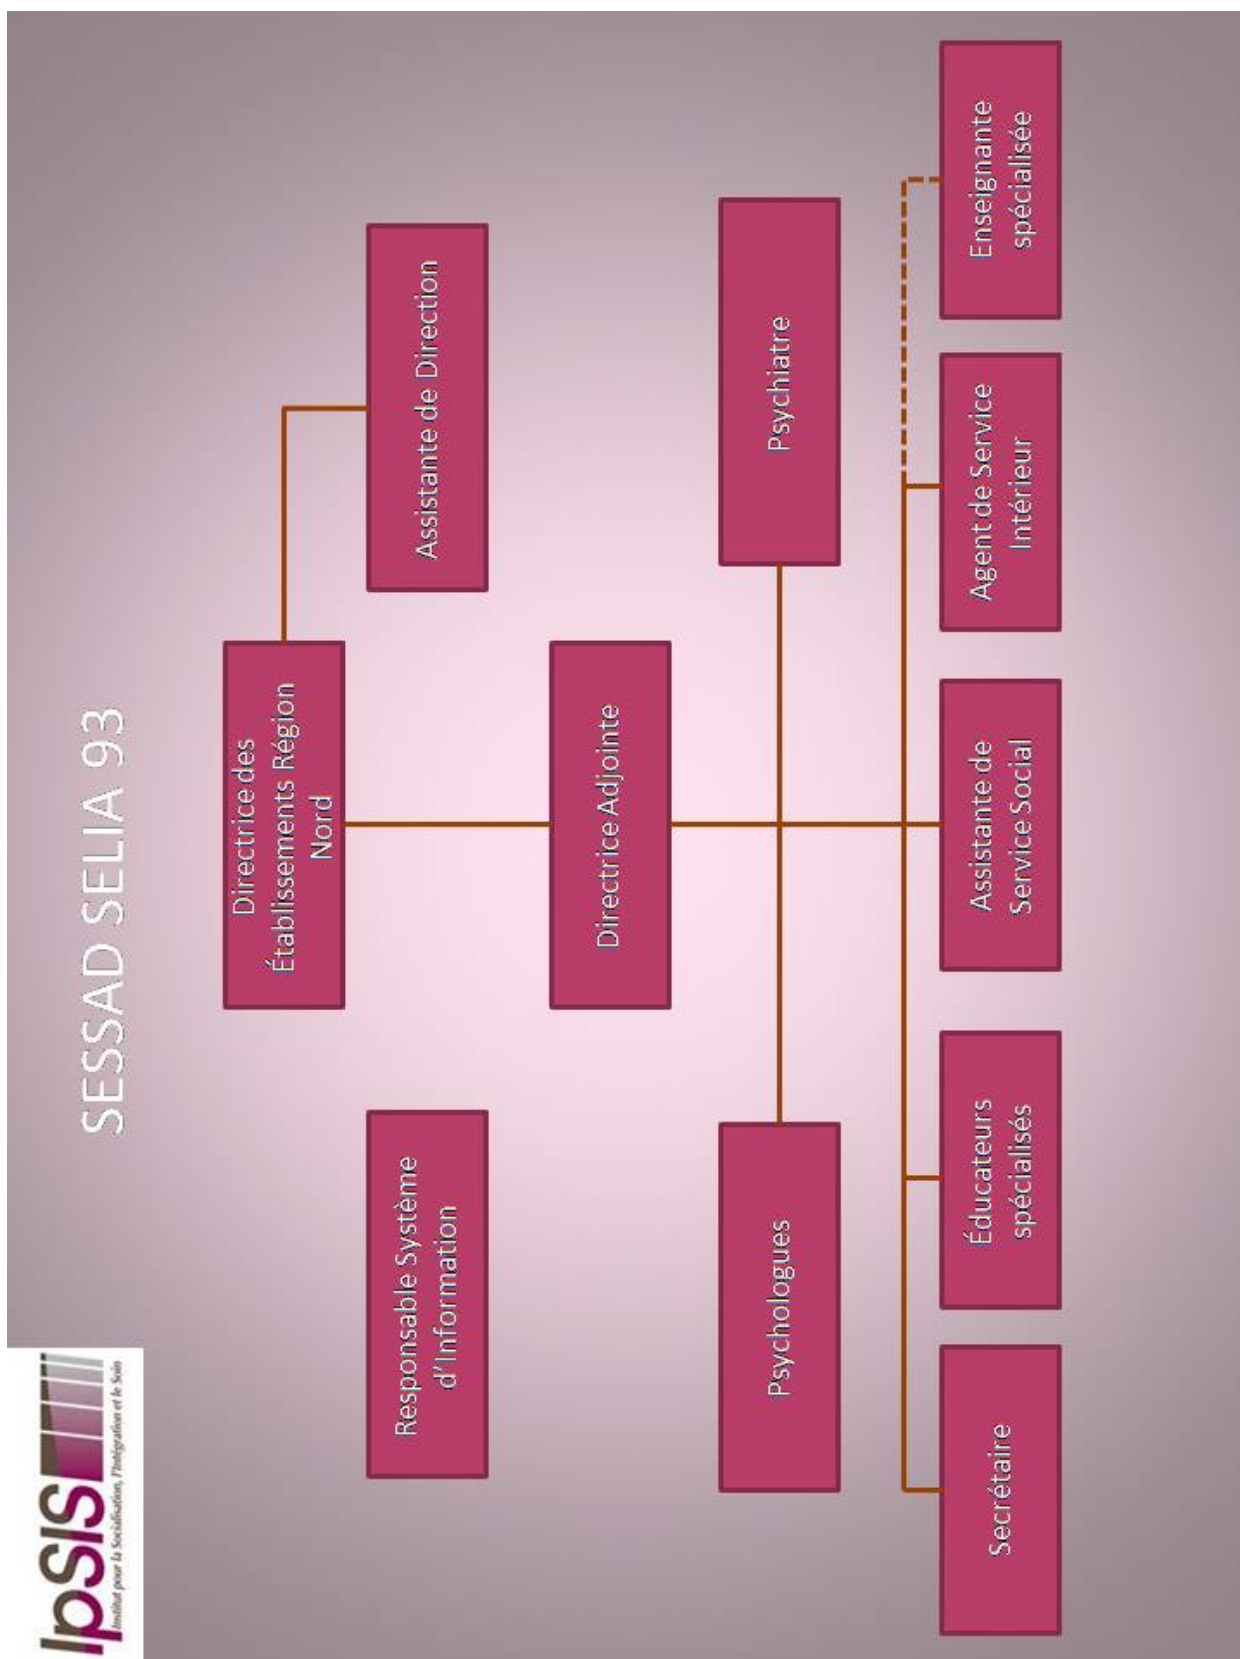 IpSIS
Institut pour la Socialisation, l'Intégration et le Soin
SESSAD SELIA 93
Directrice des
Établissements Région
Nord
Responsable Système
d'Information
Assistante de Direction
Directrice Adjointe
Psychologues
Psychiatre
Secrétaire
Éducateurs
spécialisés
Assistante de
Service Social
Agent de Service
Intérieur
Enseignante
spécialisée